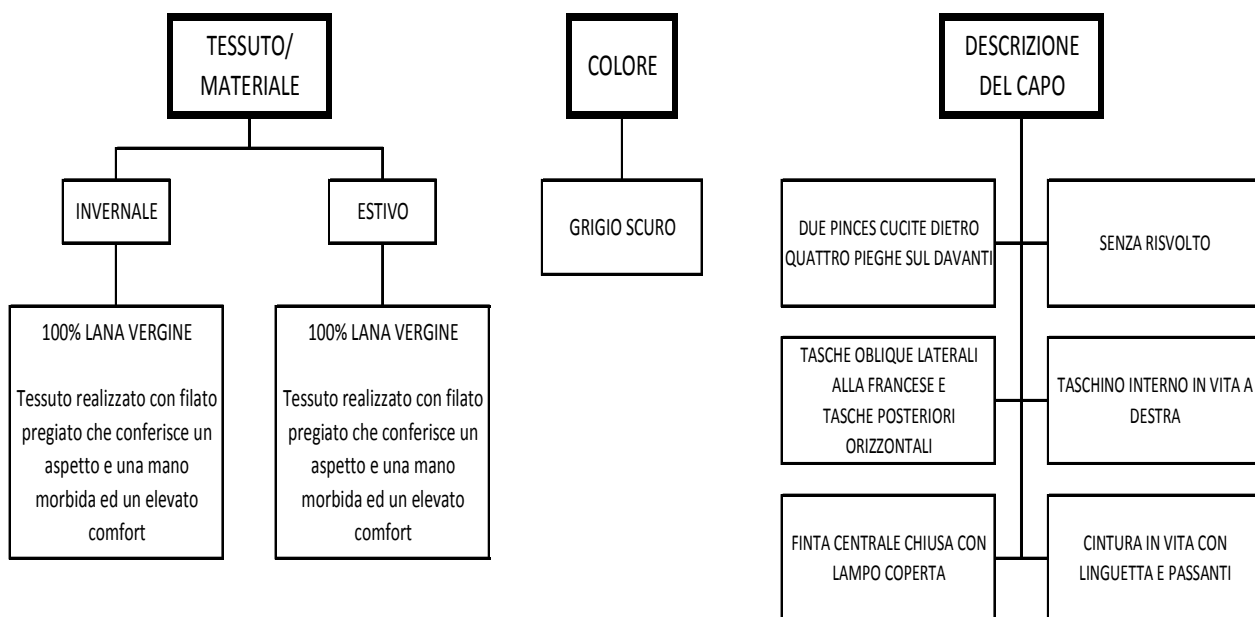 TESSUTO/
MATERIALE
COLORE
DESCRIZIONE
DEL CAPO
INVERNALE
ESTIVO
GRIGIO SCURO
DUE PINCES CUCITE DIETRO
QUATTRO PIEGHE SUL DAVANTI
SENZA RISVOLTO
100% LANA VERGINE
Tessuto realizzato con filato
pregiato che conferisce un
aspetto e una mano
morbida ed un elevato
comfort
100% LANA VERGINE
Tessuto realizzato con filato
pregiato che conferisce un
aspetto e una mano
morbida ed un elevato
comfort
TASCHE OBLIQUE LATERALI
ALLA FRANCESE E
TASCHE POSTERIORI
ORIZZONTALI
TASCHINO INTERNO IN VITA A
DESTRA
FINTA CENTRALE CHIUSA CON
LAMPO COPERTA
CINTURA IN VITA CON
LINGUETTA E PASSANTI